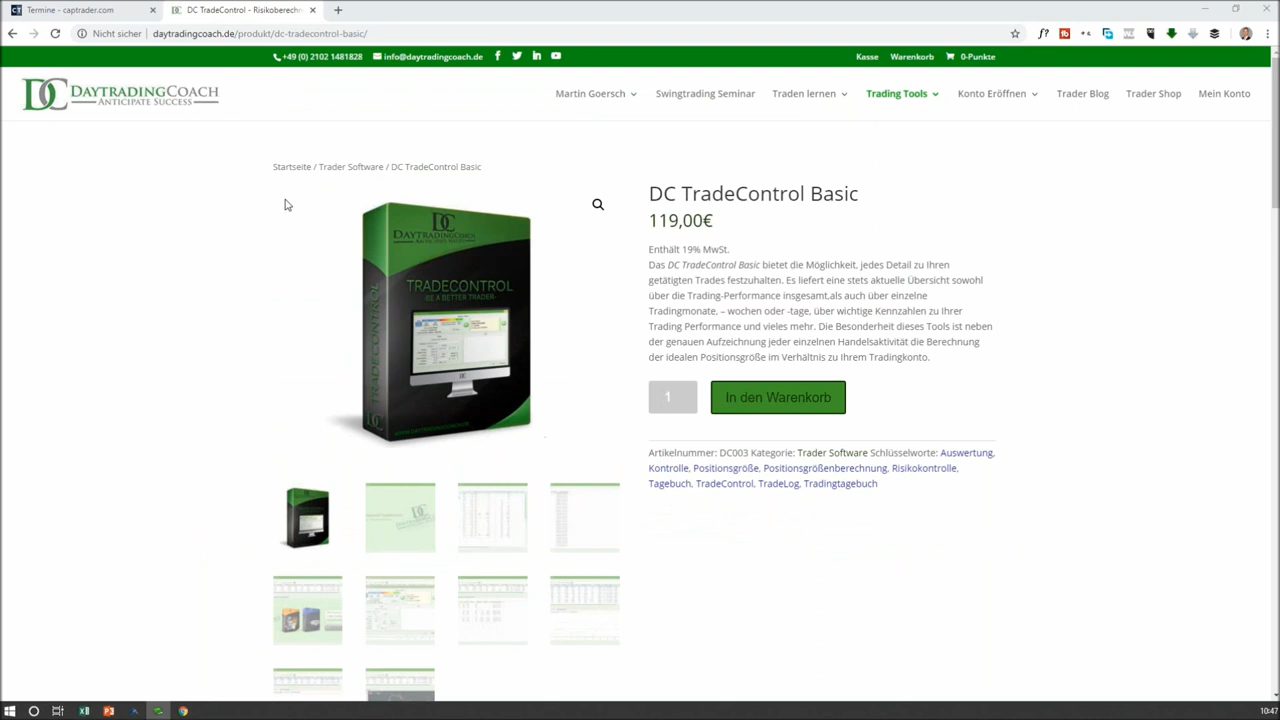 Termine - captrader.com
DC TradeControl - Risikoberechn
Nicht sicher
daytradingcoach.de/produkt/dc-tradecontrol-basic/
+49 (0) 2102 1481828
info@daytradingcoach.de
Kasse
Warenkorb
0-Punkte
DC DAYTRADINGCOACH
ANTICIPATE SUCCESS
Martin Goersch
Swingtrading Seminar
Traden lernen
Trading Tools
Konto Eröffnen
Trader Blog
Trader Shop
Mein Konto
Startseite / Trader Software / DC TradeControl Basic
DC
DAYTRADINGCOACH
ANTICIPATE SUCCESS
TRADECONTROL
-BE A BETTER TRADER-
TRADECONTROL
DC
DC TradeControl Basic
119,00€
Enthält 19% MwSt.
Das DC TradeControl Basic bietet die Möglichkeit, jedes Detail zu Ihren
getätigten Trades festzuhalten. Es liefert eine stets aktuelle Übersicht sowohl
über die Trading-Performance insgesamt,als auch über einzelne
Tradingmonate, – wochen oder -tage, über wichtige Kennzahlen zu Ihrer
Trading Performance und vieles mehr. Die Besonderheit dieses Tools ist neben
der genauen Aufzeichnung jeder einzelnen Handelsaktivität die Berechnung
der idealen Positionsgröße im Verhältnis zu Ihrem Tradingkonto.
1
In den Warenkorb
Artikelnummer: DC003 Kategorie: Trader Software Schlüsselworte: Auswertung,
Kontrolle, Positionsgröße, Positionsgrößenberechnung, Risikokontrolle,
Tagebuch, TradeControl, TradeLog, Tradingtagebuch
10:47